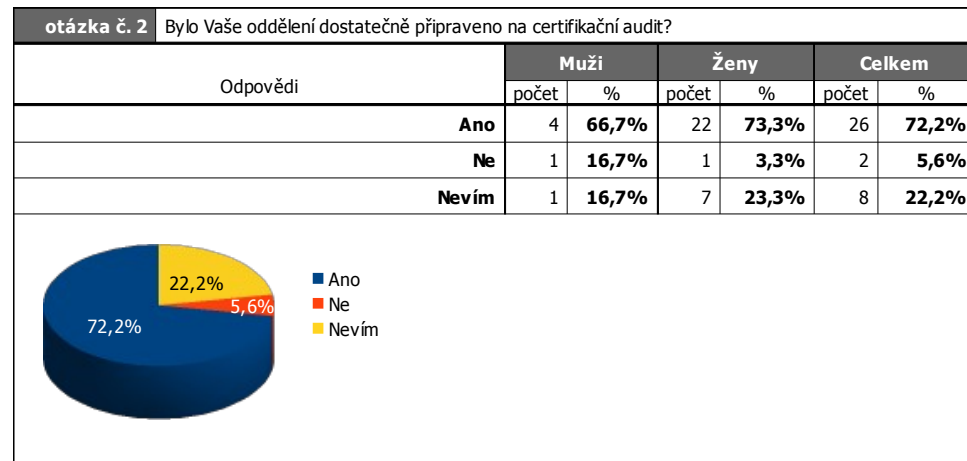 otázka č. 2 Bylo Vaše oddělení dostatečně připraveno na certifikační audit?
Odpovědi Muži Ženy Celkem
počet % počet % počet %
Ano 4 66,7% 22 73,3% 26 72,2%
Ne 1 16,7% 1 3,3% 2 5,6%
Nevím 1 16,7% 7 23,3% 8 22,2%
22,2%
5,6%
72,2%
Ano
Ne
Nevím